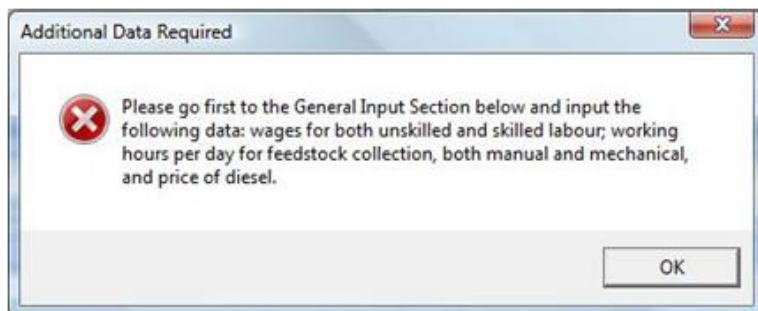 Additional Data Required
Please go first to the General Input Section below and input the
following data: wages for both unskilled and skilled labour; working
hours per day for feedstock collection, both manual and mechanical,
and price of diesel.
OK